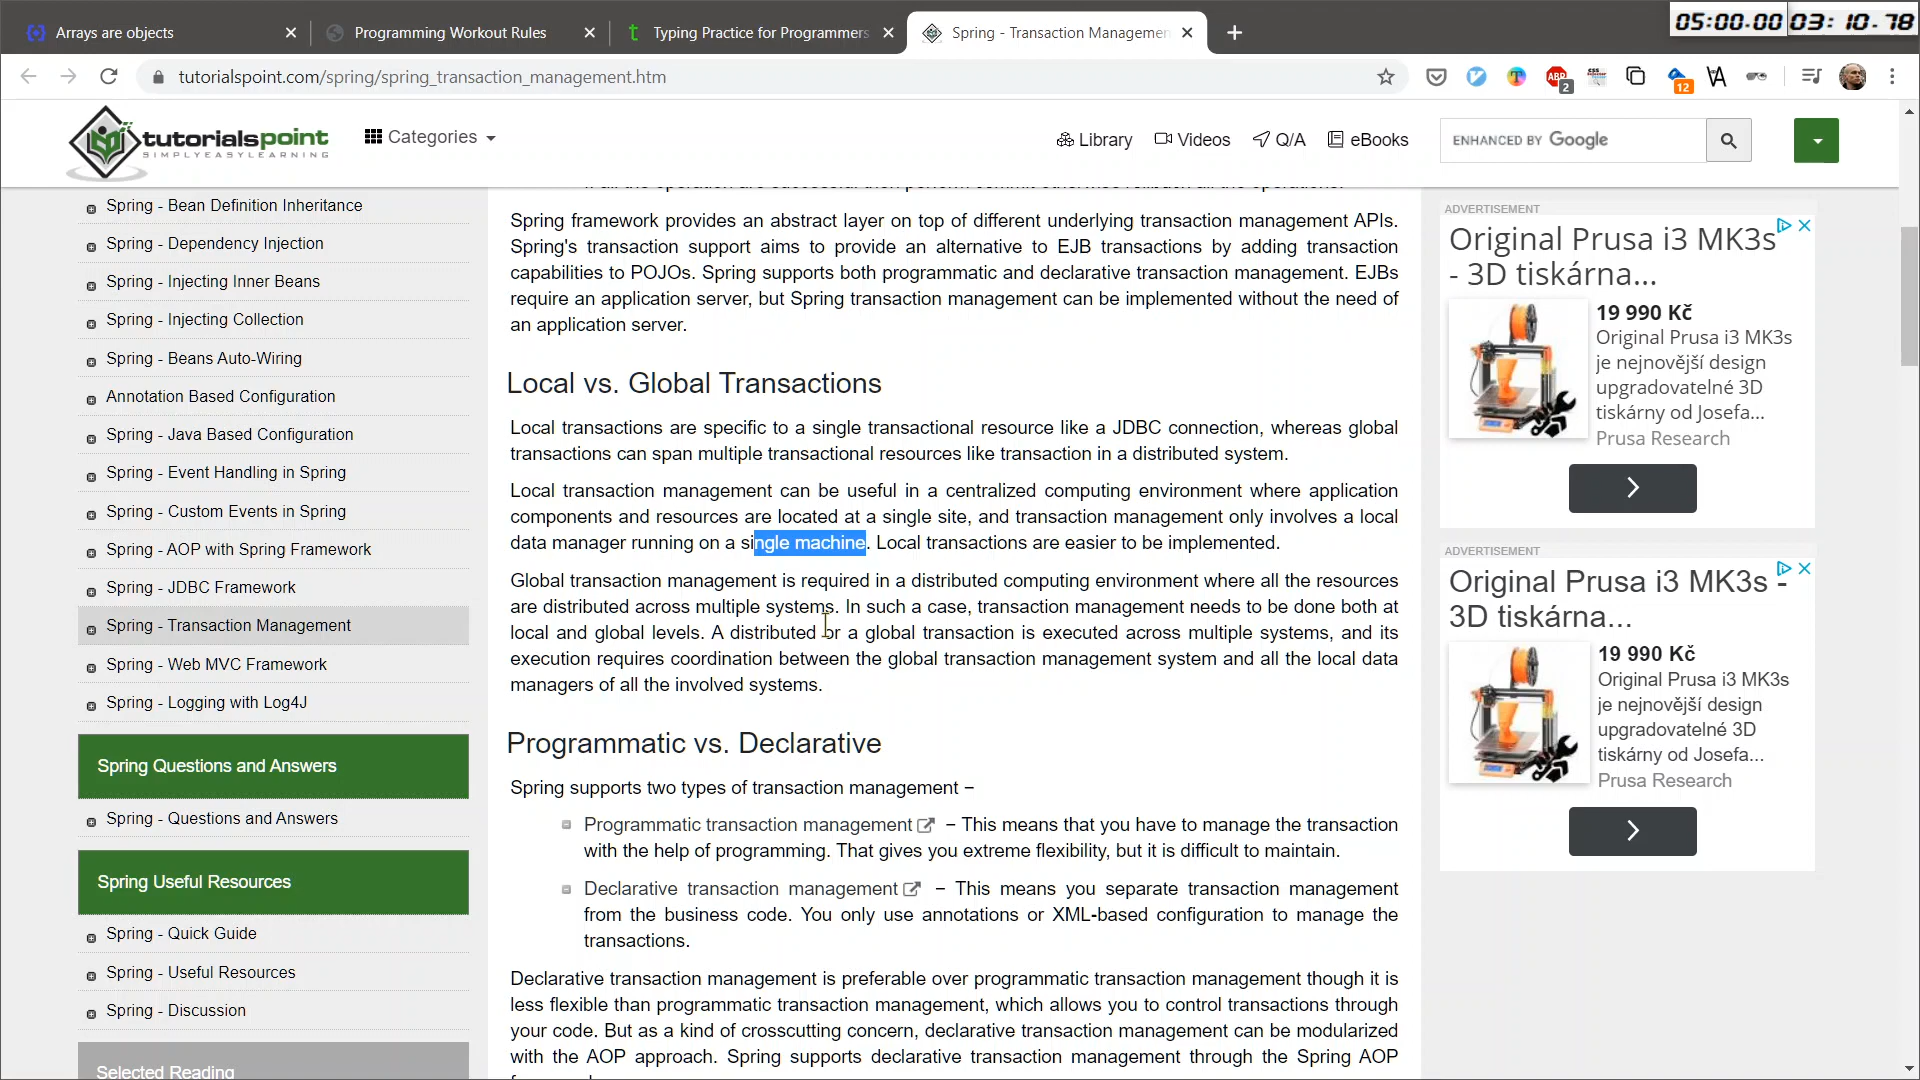 05:00.00 03:10.78
Arrays are objects
Programming Workout Rules
Typing Practice for Programmers
Spring - Transaction Managemen
tutorialspoint.com/spring/spring_transaction_management.htm
ABP
2
12
tutorialspoint
SIMPLYEASYLEARNING
Categories
Library
Videos
Q/A
eBooks
ENHANCED BY Google
Spring - Bean Definition Inheritance
Spring - Dependency Injection
Spring - Injecting Inner Beans
Spring - Injecting Collection
Spring - Beans Auto-Wiring
Annotation Based Configuration
Spring - Java Based Configuration
Spring - Event Handling in Spring
Spring - Custom Events in Spring
Spring - AOP with Spring Framework
Spring - JDBC Framework
Spring - Transaction Management
Spring - Web MVC Framework
Spring - Logging with Log4J
Spring Questions and Answers
Spring - Questions and Answers
Spring Useful Resources
Spring - Quick Guide
Spring - Useful Resources
Spring - Discussion
Selected Reading
Spring framework provides an abstract layer on top of different underlying transaction management APIs.
Spring's transaction support aims to provide an alternative to EJB transactions by adding transaction
capabilities to POJOs. Spring supports both programmatic and declarative transaction management. EJBs
require an application server, but Spring transaction management can be implemented without the need of
an application server.
Local vs. Global Transactions
Local transactions are specific to a single transactional resource like a JDBC connection, whereas global
transactions can span multiple transactional resources like transaction in a distributed system.
Local transaction management can be useful in a centralized computing environment where application
components and resources are located at a single site, and transaction management only involves a local
data manager running on a single machine. Local transactions are easier to be implemented.
Global transaction management is required in a distributed computing environment where all the resources
are distributed across multiple systems. In such a case, transaction management needs to be done both at
local and global levels. A distributed or a global transaction is executed across multiple systems, and its
execution requires coordination between the global transaction management system and all the local data
managers of all the involved systems.
Programmatic vs. Declarative
Spring supports two types of transaction management −
Programmatic transaction management − This means that you have to manage the transaction
with the help of programming. That gives you extreme flexibility, but it is difficult to maintain.
Declarative transaction management − This means you separate transaction management
from the business code. You only use annotations or XML-based configuration to manage the
transactions.
Declarative transaction management is preferable over programmatic transaction management though it is
less flexible than programmatic transaction management, which allows you to control transactions through
your code. But as a kind of crosscutting concern, declarative transaction management can be modularized
with the AOP approach. Spring supports declarative transaction management through the Spring AOP
ADVERTISEMENT
Original Prusa i3 MK3s
- 3D tiskárna...
19 990 Kč
Original Prusa i3 MK3s
je nejnovější design
upgradovatelné 3D
tiskárny od Josefa...
Prusa Research
ADVERTISEMENT
Original Prusa i3 MK3s -
3D tiskárna...
19 990 Kč
Original Prusa i3 MK3s
je nejnovější design
upgradovatelné 3D
tiskárny od Josefa...
Prusa Research